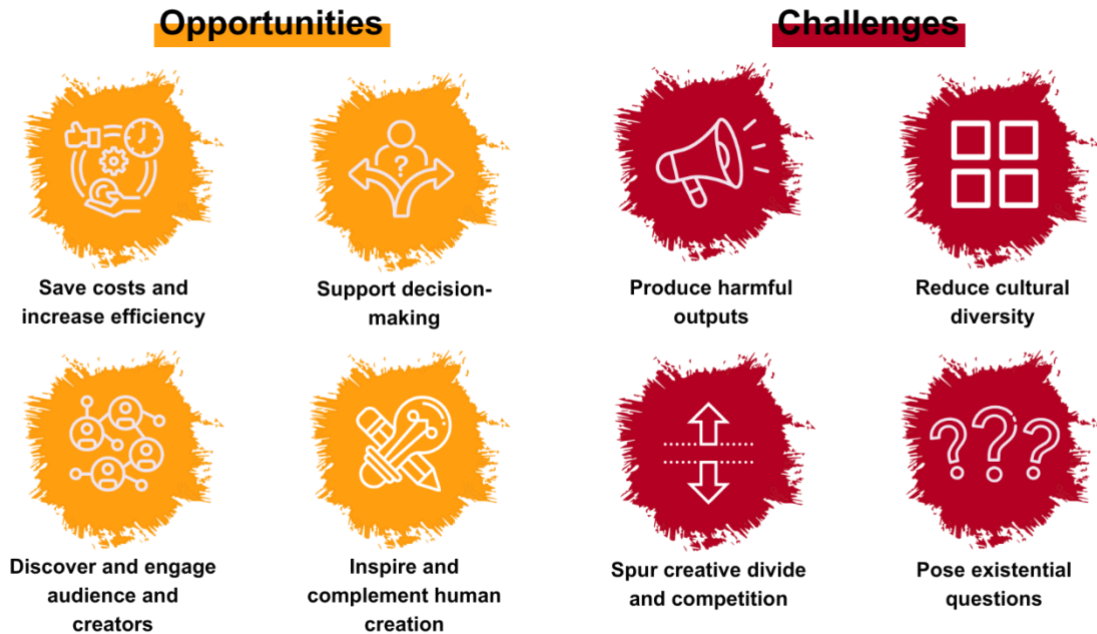 Opportunities
Challenges
Save costs and
increase efficiency
Support decision-
making
Produce harmful
outputs
Reduce cultural
diversity
Discover and engage
audience and
creators
Inspire and
complement human
creation
Spur creative divide
and competition
Pose existential
questions